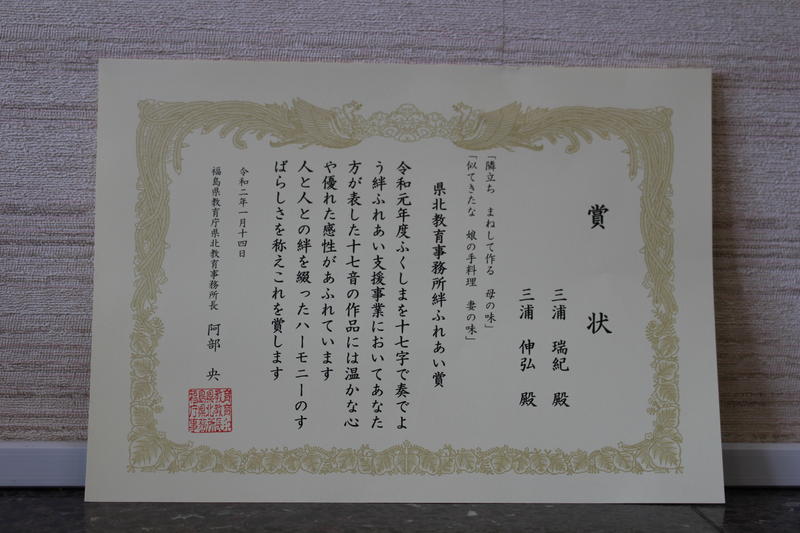 賞状
三浦 瑞紀 殿
三浦 伸弘 殿
「隣立ち まねして作る 母の味」
「似てきたな 娘の手料理 妻の味」
県北教育事務所絆ふれあい賞
令和元年度ふくしまを十七字で奏でよ
う絆ふれあい支援事業においてあなた
方が表した十七音の作品には温かな心
や優れた感性があふれています
人と人との絆を綴ったハーモニーのす
ばらしさを称えこれを賞します
令和二年一月十四日
福島県教育庁県北教育事務所長 阿部 央